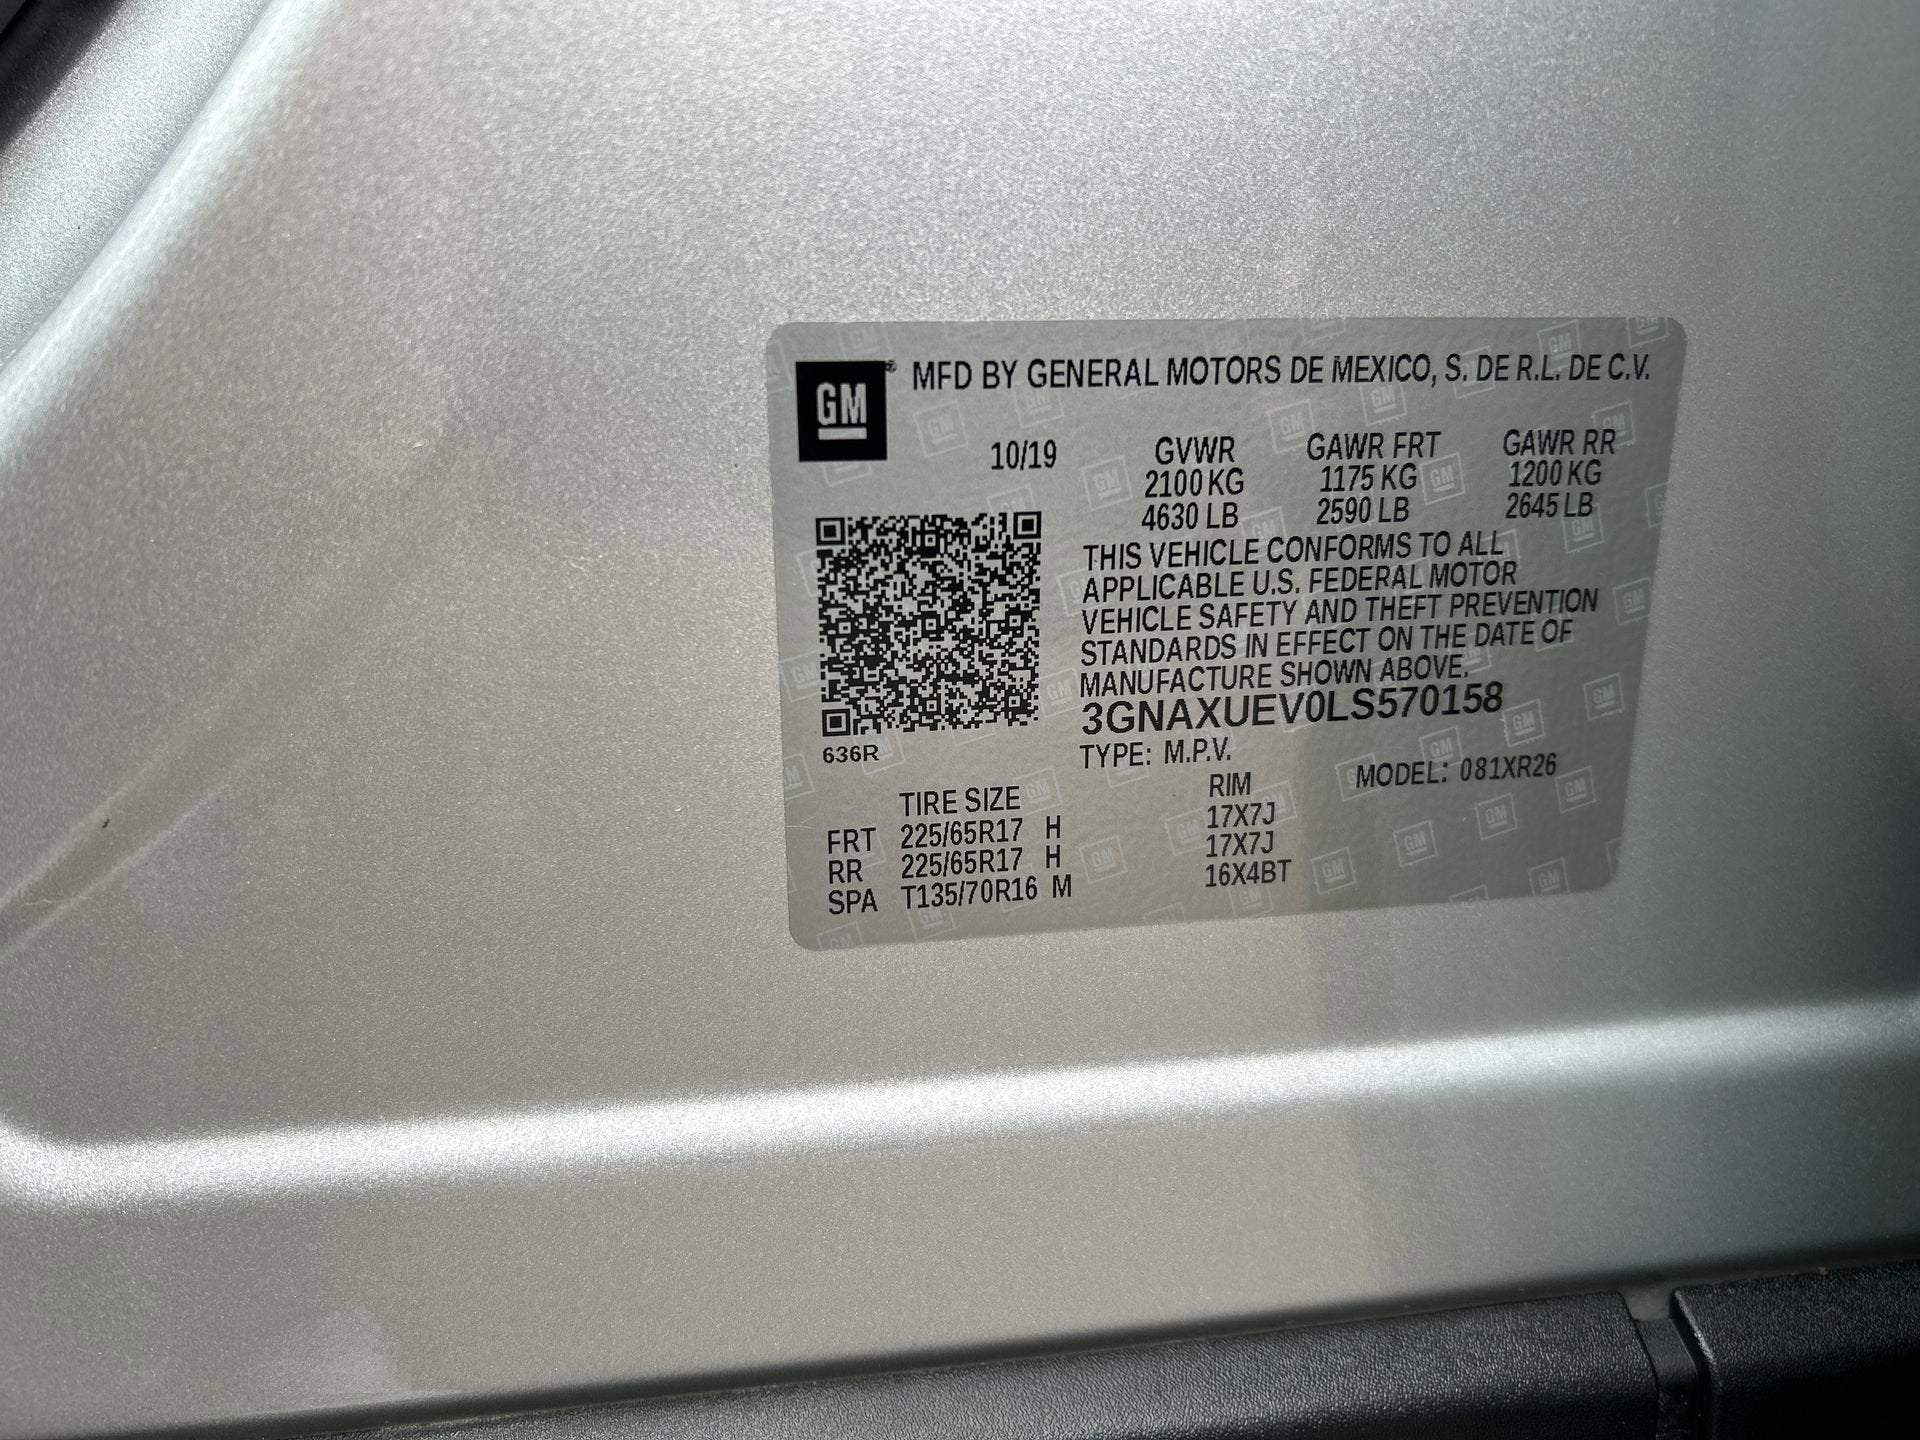 GM ® MFD BY GENERAL MOTORS DE MEXICO, S. DE R.L. DE C.V.
10/19 GVWR GAWR FRT GAWR RR
2100 KG 1175 KG 1200 KG
4630 LB 2590 LB 2645 LB
THIS VEHICLE CONFORMS TO ALL
APPLICABLE U.S. FEDERAL MOTOR
VEHICLE SAFETY AND THEFT PREVENTION
STANDARDS IN EFFECT ON THE DATE OF
MANUFACTURE SHOWN ABOVE.
3GNAXUEV0LS570158
636R
TYPE: M.P.V. MODEL: 081XR26
TIRE SIZE RIM
FRT 225/65R17 H 17X7J
RR 225/65R17 H 17X7J
SPA T135/70R16 M 16X4BT